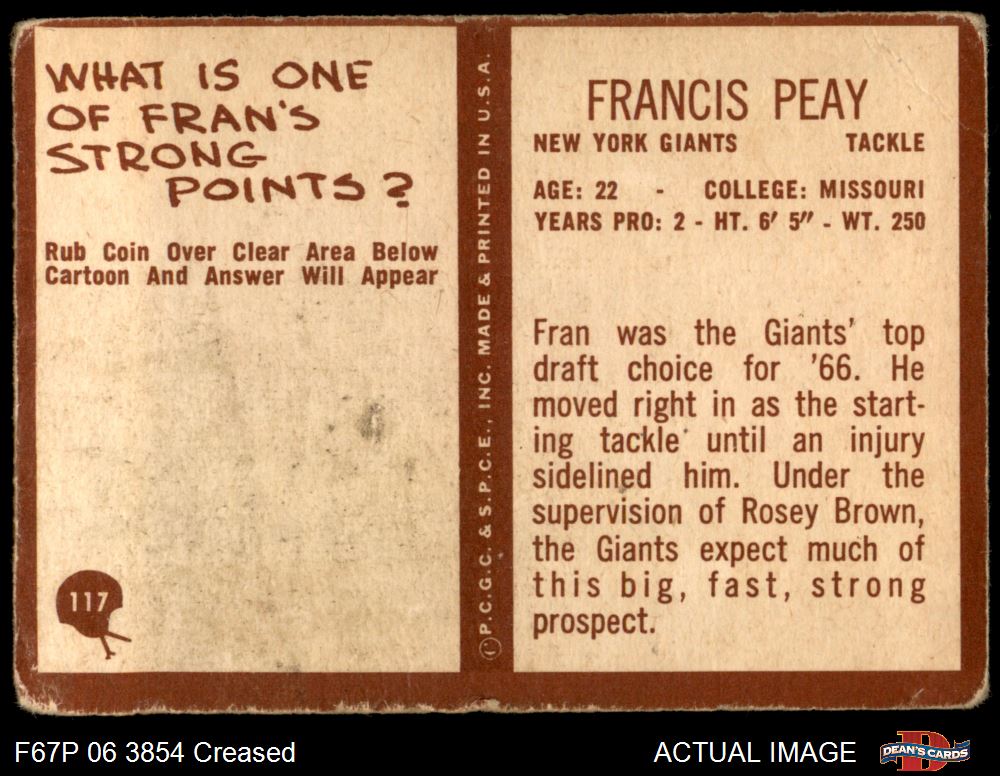 WHAT IS ONE
OF FRAN'S
STRONG
POINTS?
Rub Coin Over Clear Area Below
Cartoon And Answer Will Appear
117
©P.C.G.C. & S.P.C.E., INC. MADE & PRINTED IN U.S.A.
FRANCIS PEAY
NEW YORK GIANTS TACKLE
AGE: 22 - COLLEGE: MISSOURI
YEARS PRO: 2 - HT. 6' 5" - WT. 250
Fran was the Giants' top
draft choice for '66. He
moved right in as the start-
ing tackle until an injury
sidelined him. Under the
supervision of Rosey Brown,
the Giants expect much of
this big, fast, strong
prospect.
F67P 06 3854 Creased
ACTUAL IMAGE
D
DEAN'S CARDS